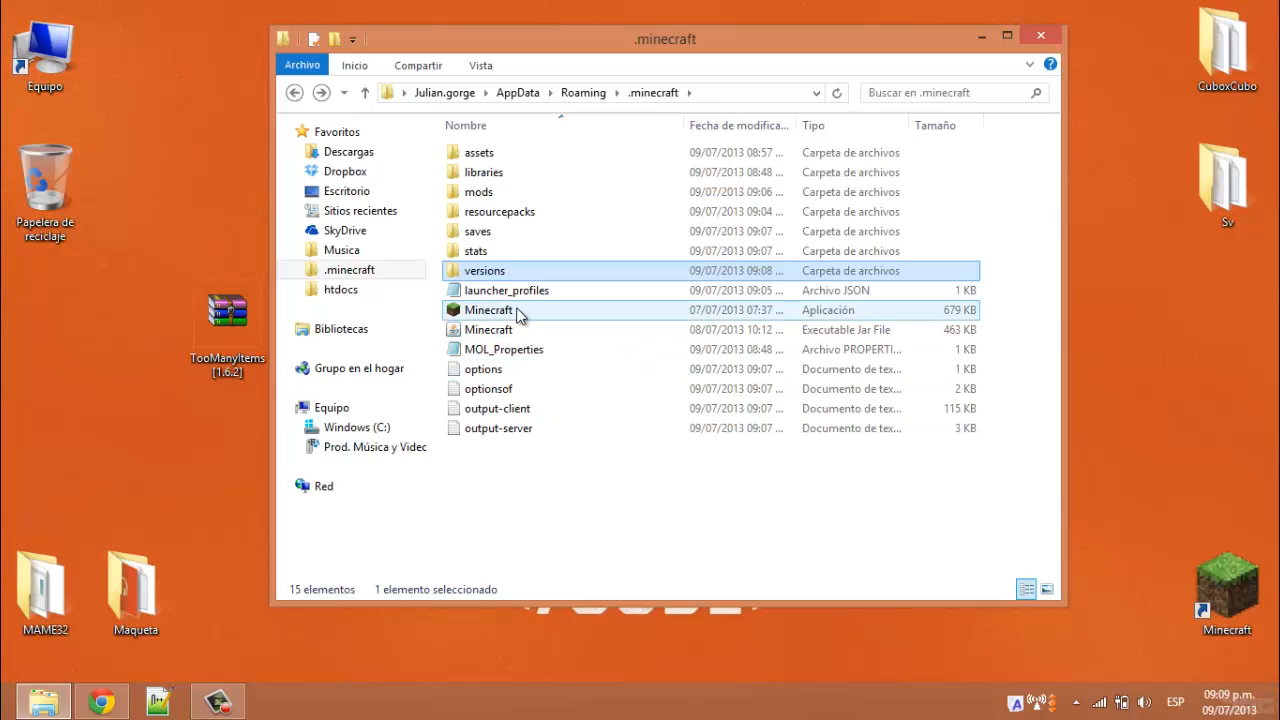 Equipo
Papelera de
reciclaje
TooManyItems
[1.6.2]
MAME32
Maqueta
CuboxCubo
Sv
Minecraft
.minecraft
Archivo
Inicio
Compartir
Vista
Julian.gorge
AppData
Roaming
.minecraft
Buscar en .minecraft
Nombre
Fecha de modifica...
Tipo
Tamaño
Favoritos
Descargas
Dropbox
Escritorio
Sitios recientes
SkyDrive
Musica
.minecraft
htdocs
Bibliotecas
Grupo en el hogar
Equipo
Windows (C:)
Prod. Música y Videc
Red
assets 09/07/2013 08:57 ... Carpeta de archivos
libraries 09/07/2013 08:48 ... Carpeta de archivos
mods 09/07/2013 09:06 ... Carpeta de archivos
resourcepacks 09/07/2013 09:04 ... Carpeta de archivos
saves 09/07/2013 09:07 ... Carpeta de archivos
stats 09/07/2013 09:07 ... Carpeta de archivos
versions 09/07/2013 09:08 ... Carpeta de archivos
launcher_profiles 09/07/2013 09:05 ... Archivo JSON 1 KB
Minecraft 07/07/2013 07:37 ... Aplicación 679 KB
Minecraft 08/07/2013 10:12 ... Executable Jar File 463 KB
MOL_Properties 09/07/2013 08:48 ... Archivo PROPERTI... 1 KB
options 09/07/2013 09:07 ... Documento de tex... 1 KB
optionsof 09/07/2013 09:07 ... Documento de tex... 2 KB
output-client 09/07/2013 09:07 ... Documento de tex... 115 KB
output-server 09/07/2013 09:07 ... Documento de tex... 3 KB
15 elementos
1 elemento seleccionado
ESP
09:09 p.m.
09/07/2013